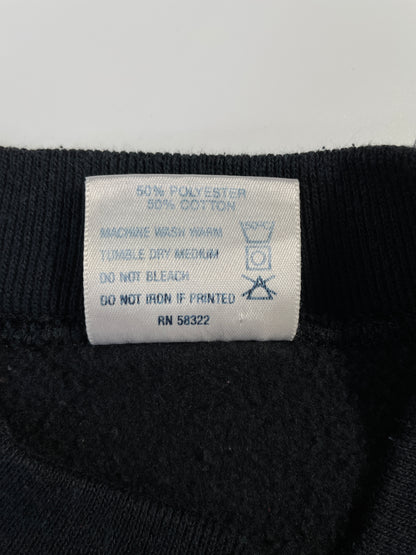 50% POLYESTER
50% COTTON
MACHINE WASH WARM
TUMBLE DRY MEDIUM
DO NOT BLEACH
DO NOT IRON IF PRINTED
RN 58322